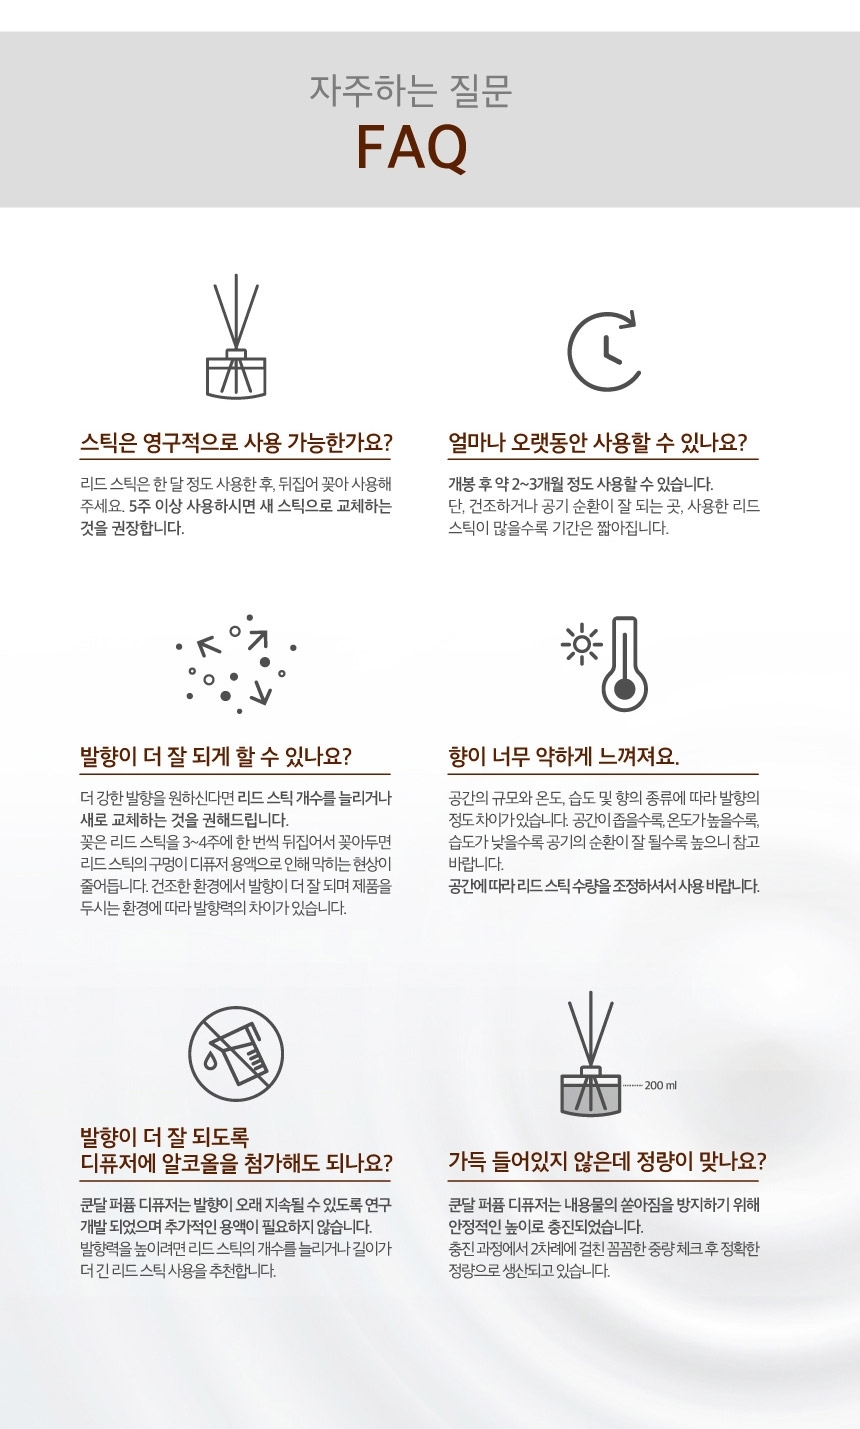 자주하는 질문
FAQ
스틱은 영구적으로 사용 가능한가요?
리드 스틱은 한 달 정도 사용한 후, 뒤집어 꽂아 사용해
주세요. 5주 이상 사용하시면 새 스틱으로 교체하는
것을 권장합니다.
얼마나 오랫동안 사용할 수 있나요?
개봉 후 약 2~3개월 정도 사용할 수 있습니다.
단, 건조하거나 공기 순환이 잘 되는 곳, 사용한 리드
스틱이 많을수록 기간은 짧아집니다.
발향이 더 잘 되게 할 수 있나요?
더 강한 발향을 원하신다면 리드 스틱 개수를 늘리거나
새로 교체하는 것을 권해드립니다.
꽂은 리드 스틱을 3~4주에 한 번씩 뒤집어서 꽂아두면
리드 스틱의 구멍이 디퓨저 용액으로 인해 막히는 현상이
줄어듭니다. 건조한 환경에서 발향이 더 잘 되며 제품을
두시는 환경에 따라 발향력의 차이가 있습니다.
향이 너무 약하게 느껴져요.
공간의 규모와 온도, 습도 및 향의 종류에 따라 발향의
정도 차이가 있습니다. 공간이 좁을수록, 온도가 높을수록,
습도가 낮을수록 공기의 순환이 잘 될수록 높으니 참고
바랍니다.
공간에 따라 리드 스틱 수량을 조정하셔서 사용 바랍니다.
발향이 더 잘 되도록
디퓨저에 알코올을 첨가해도 되나요?
쿤달 퍼퓸 디퓨저는 발향이 오래 지속될 수 있도록 연구
개발 되었으며 추가적인 용액이 필요하지 않습니다.
발향력을 높이려면 리드 스틱의 개수를 늘리거나 길이가
더 긴 리드 스틱 사용을 추천합니다.
200 ml
가득 들어있지 않은데 정량이 맞나요?
쿤달 퍼퓸 디퓨저는 내용물의 쏟아짐을 방지하기 위해
안정적인 높이로 충진되었습니다.
충진 과정에서 2차례에 걸친 꼼꼼한 중량 체크 후 정확한
정량으로 생산되고 있습니다.